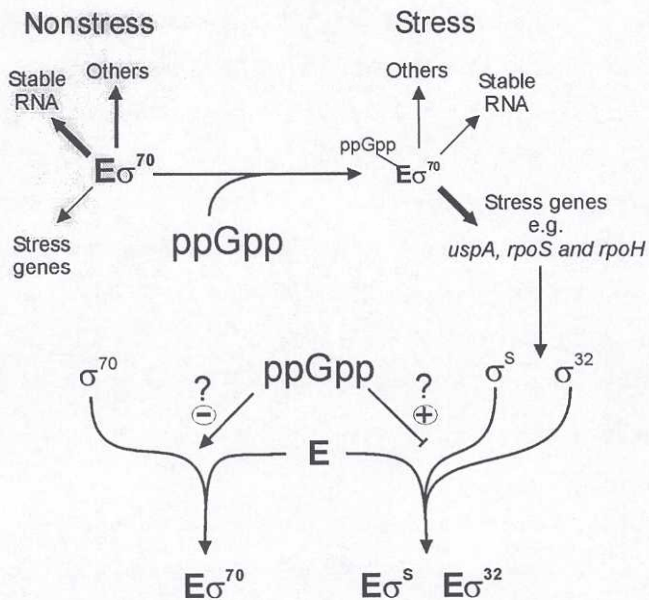 Nonstress
Stress
Stable
RNA
Others
Others
Stable
RNA
ppGpp
Eσ⁷⁰
Eσ⁷⁰
ppGpp
Stress
genes
Stress genes
e.g.
uspA, rpoS and rpoH
σ⁷⁰
?
−
ppGpp
?
+
σˢ
σ³²
E
Eσ⁷⁰
Eσˢ
Eσ³²